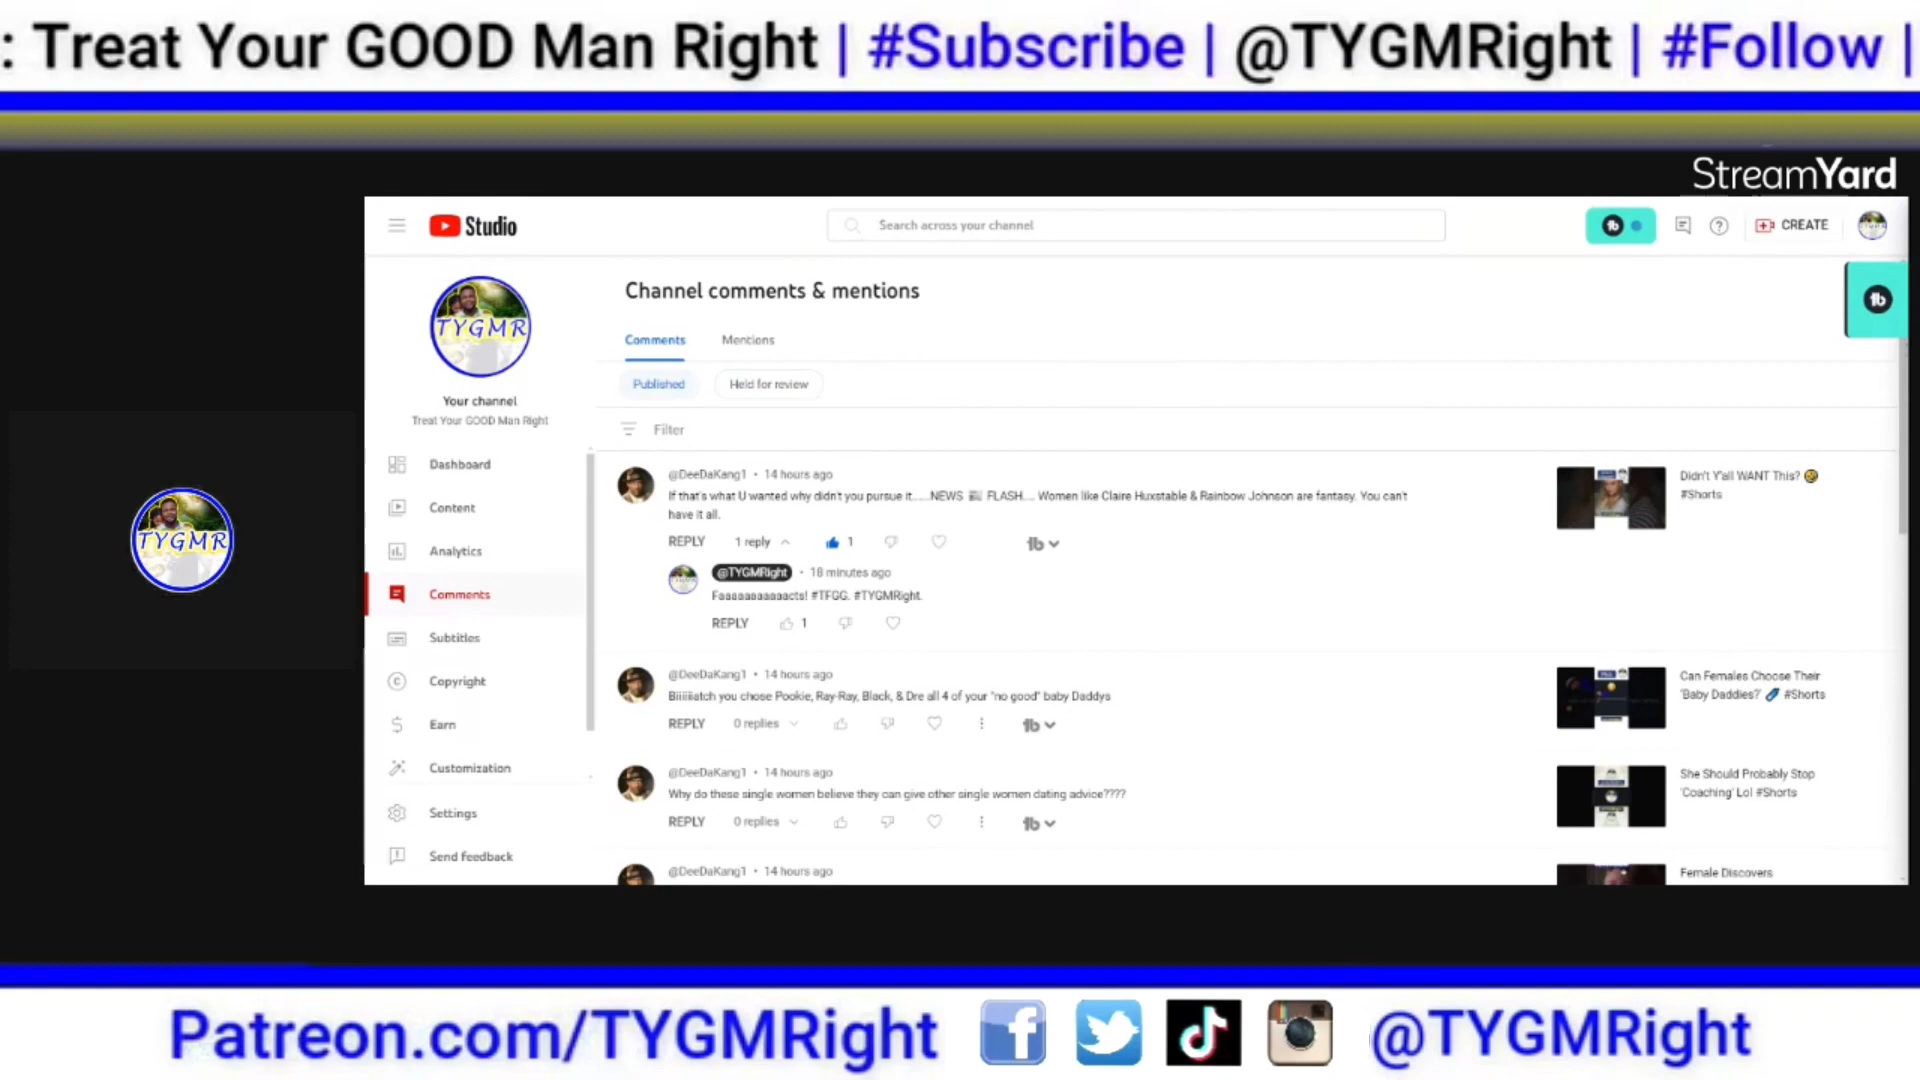 : Treat Your GOOD Man Right | #Subscribe | @TYGMRight | #Follow |
StreamYard
Studio
Search across your channel
CREATE
TYGMR
Your channel
Treat Your GOOD Man Right
Dashboard
Content
Analytics
Comments
Subtitles
Copyright
Earn
Customization
Settings
Send feedback
TYGMR
Channel comments & mentions
Comments
Mentions
Published
Held for review
Filter
@DeeDaKang1 • 14 hours ago
If that's what U wanted why didn't you pursue it.....NEWS 📰 FLASH.... Women like Claire Huxstable & Rainbow Johnson are fantasy. You can't
have it all.
REPLY 1 reply 1
@TYGMRight • 18 minutes ago
Faaaaaaaaaaacts! #TFGG. #TYGMRight.
REPLY 1
Didn't Y'all WANT This? 🤣
#Shorts
@DeeDaKang1 • 14 hours ago
Biiiiiatch you chose Pookie, Ray-Ray, Black, & Dre all 4 of your "no good" baby Daddys
REPLY 0 replies
Can Females Choose Their
'Baby Daddies?' #Shorts
@DeeDaKang1 • 14 hours ago
Why do these single women believe they can give other single women dating advice????
REPLY 0 replies
She Should Probably Stop
'Coaching' Lol #Shorts
@DeeDaKang1 • 14 hours ago
Female Discovers
Patreon.com/TYGMRight
@TYGMRight